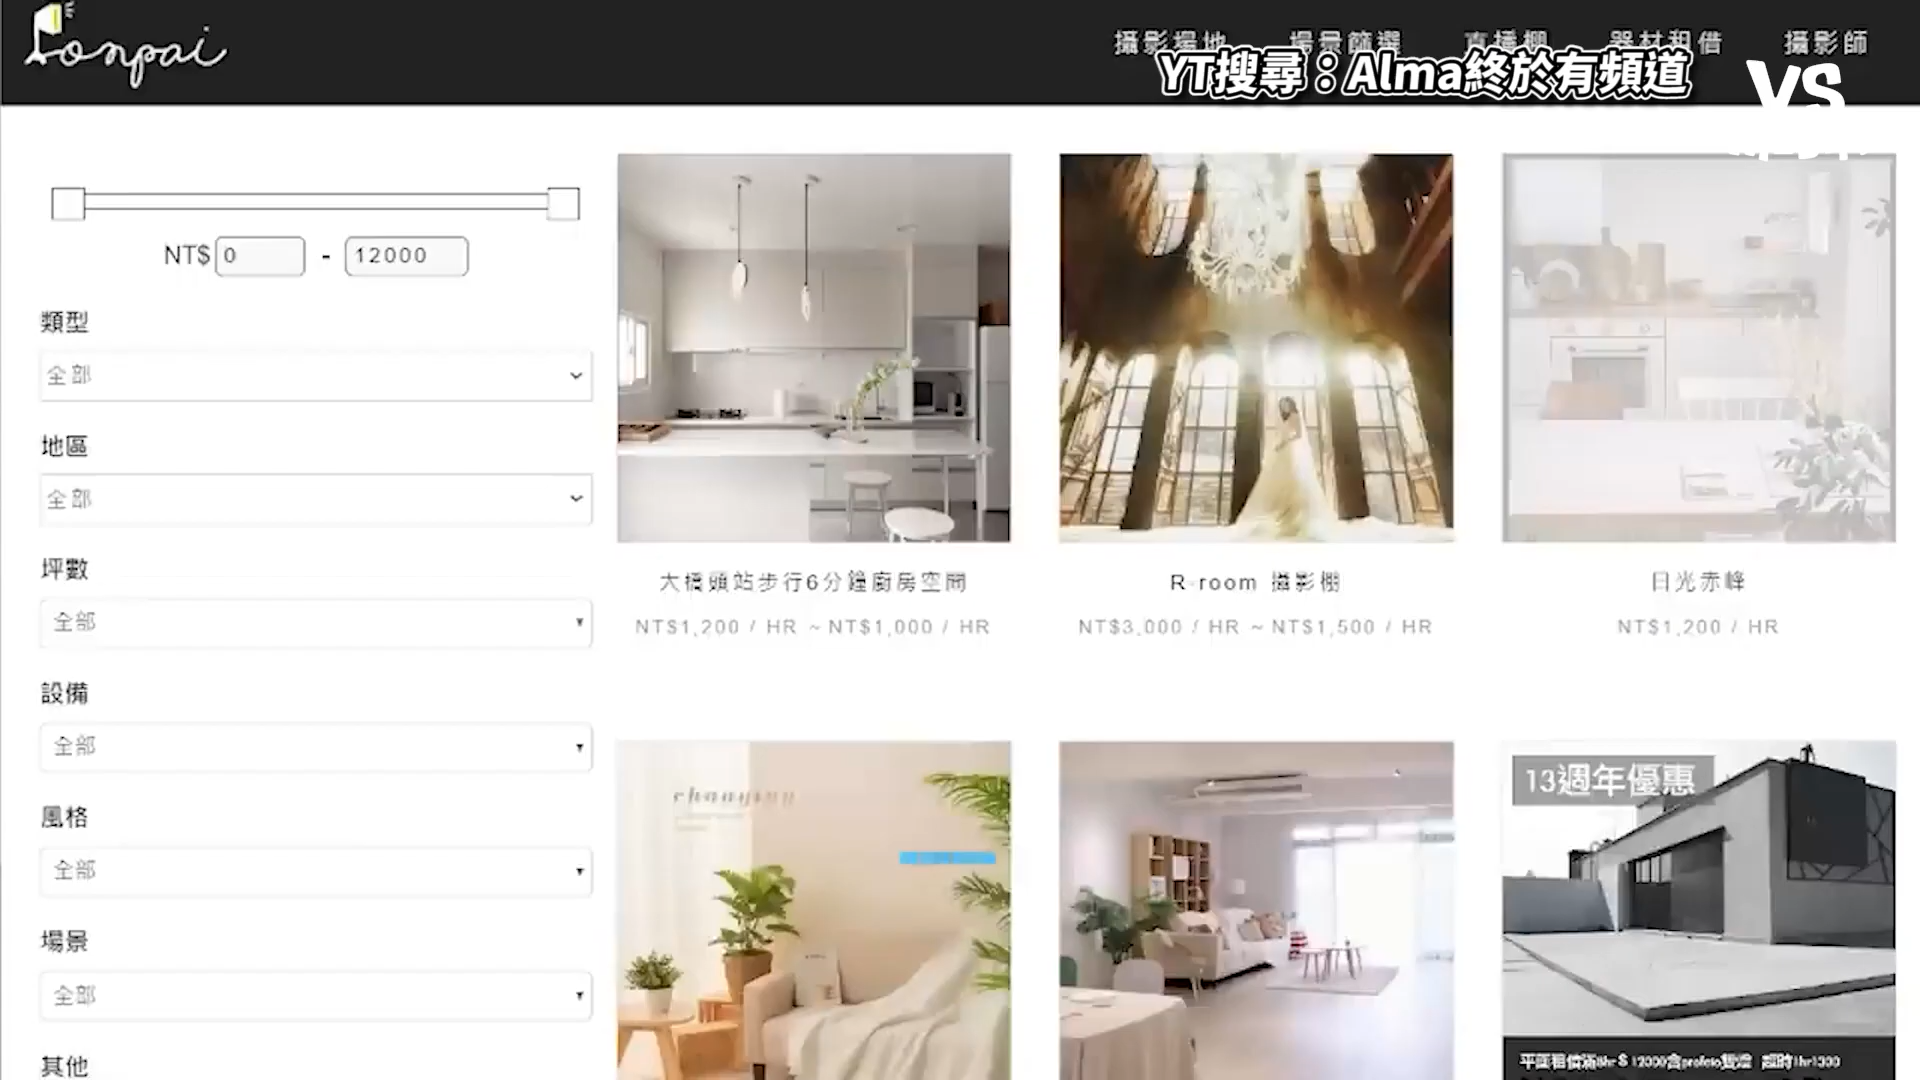 攝影場地 場景篩選 直播棚 器材租借 攝影師
YT搜尋：Alma終於有頻道
YS
NT$ 0 - 12000
類型
全部
地區
全部
坪數
全部
設備
全部
風格
全部
場景
全部
其他
大橋頭站步行6分鐘廚房空間
NT$1,200 / HR ~ NT$1,000 / HR
R-room 攝影棚
NT$3,000 / HR ~ NT$1,500 / HR
日光赤峰
NT$1,200 / HR
13週年優惠